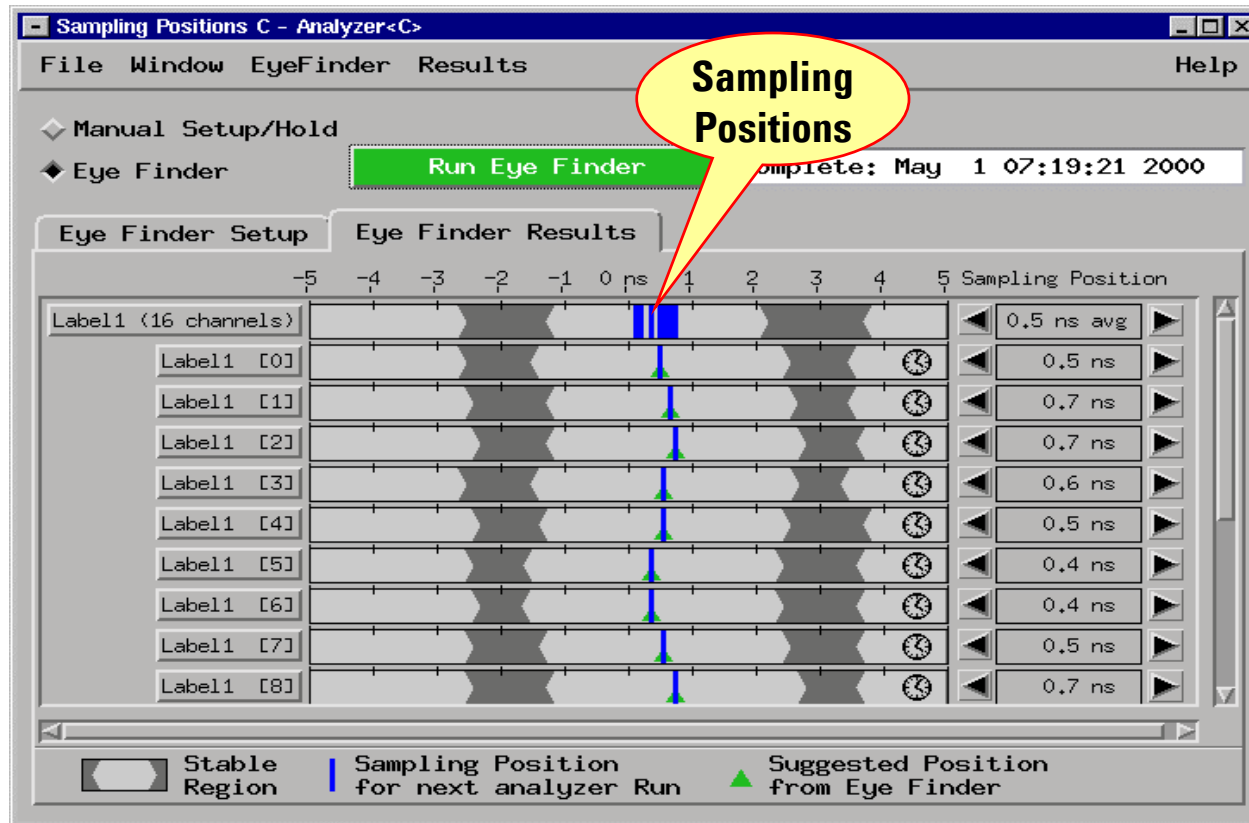 Sampling Positions C - Analyzer<C>
File Window EyeFinder Results Help
Sampling
Positions
Manual Setup/Hold
Eye Finder
Run Eye Finder
omplete: May 1 07:19:21 2000
Eye Finder Setup Eye Finder Results
-5 -4 -3 -2 -1 0 ns 1 2 3 4 5 Sampling Position
Label1 (16 channels) 0.5 ns avg
Label1 [0] 0.5 ns
Label1 [1] 0.7 ns
Label1 [2] 0.7 ns
Label1 [3] 0.6 ns
Label1 [4] 0.5 ns
Label1 [5] 0.4 ns
Label1 [6] 0.4 ns
Label1 [7] 0.5 ns
Label1 [8] 0.7 ns
Stable
Region
Sampling Position
for next analyzer Run
Suggested Position
from Eye Finder